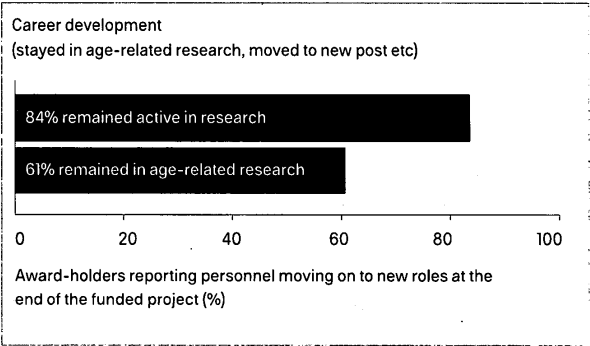 Career development
(stayed in age-related research, moved to new post etc)
84% remained active in research
61% remained in age-related research
0 20 40 60 80 100
Award-holders reporting personnel moving on to new roles at the
end of the funded project (%)